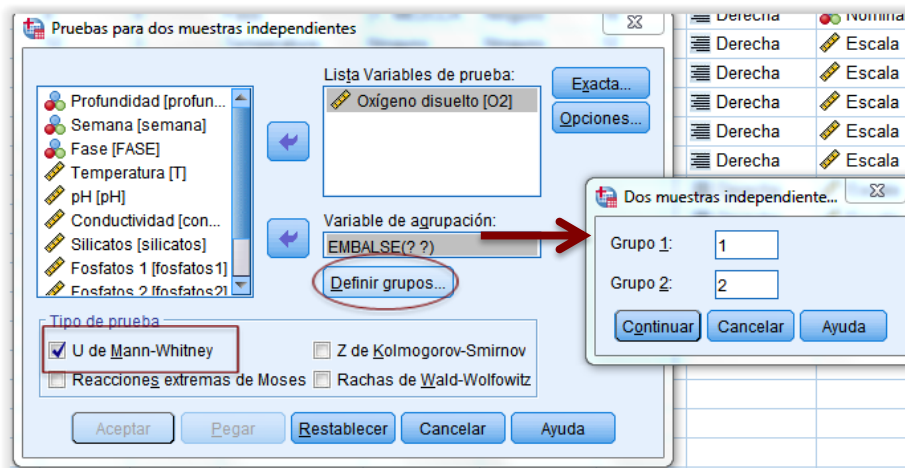 Pruebas para dos muestras independientes
Lista Variables de prueba:
Profundidad [profun...
Semana [semana]
Fase [FASE]
Temperatura [T]
pH [pH]
Conductividad [con...
Silicatos [silicatos]
Fosfatos 1 [fosfatos1]
Fosfatos 2 [fosfatos2]
Oxígeno disuelto [O2]
Exacta...
Opciones...
Variable de agrupación:
EMBALSE(? ?)
Definir grupos...
Tipo de prueba
U de Mann-Whitney
Z de Kolmogorov-Smirnov
Reacciones extremas de Moses
Rachas de Wald-Wolfowitz
Aceptar
Pegar
Restablecer
Cancelar
Ayuda
Derecha
Nominal
Derecha
Escala
Derecha
Escala
Derecha
Escala
Derecha
Escala
Derecha
Escala
Dos muestras independiente...
Grupo 1:
1
Grupo 2:
2
Continuar
Cancelar
Ayuda